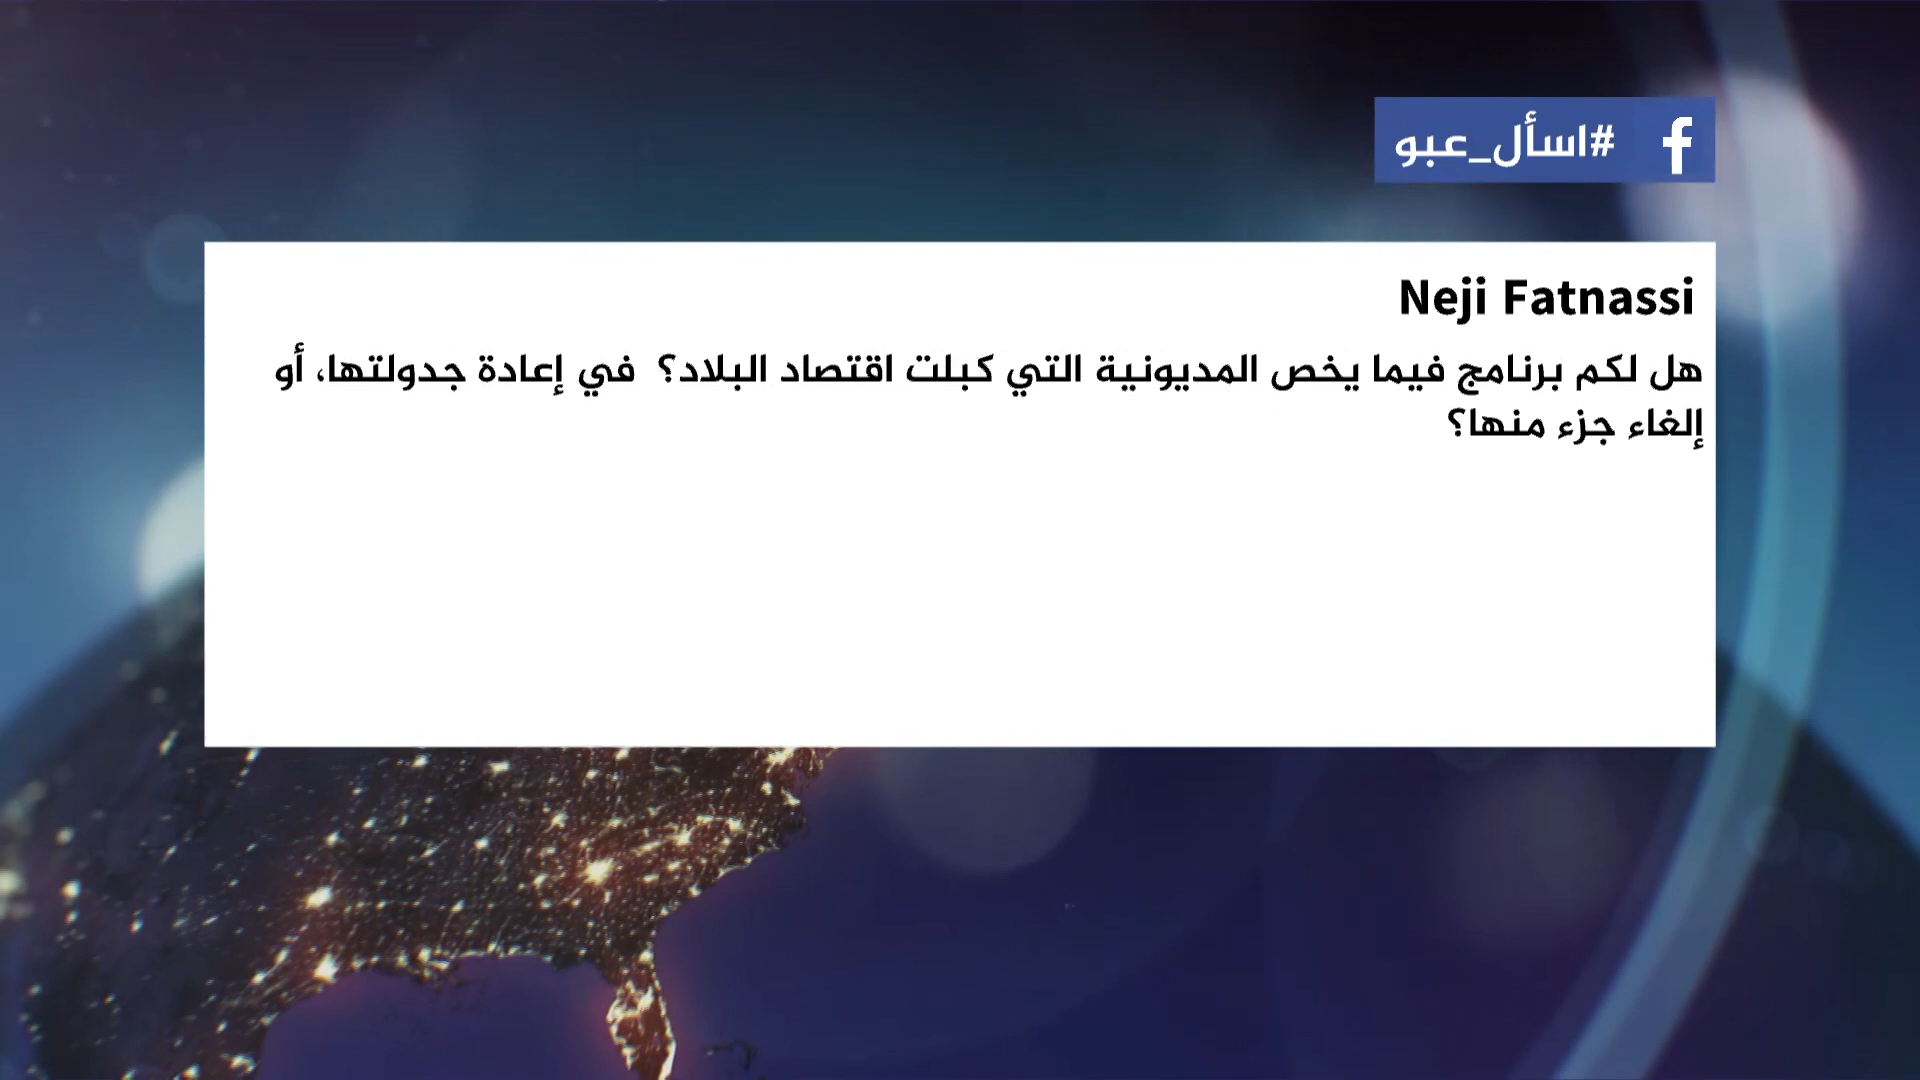 #اسأل_عبو
Neji Fatnassi
هل لكم برنامج فيما يخص المديونية التي كبلت اقتصاد البلاد؟ في إعادة جدولتها، أو
إلغاء جزء منها؟